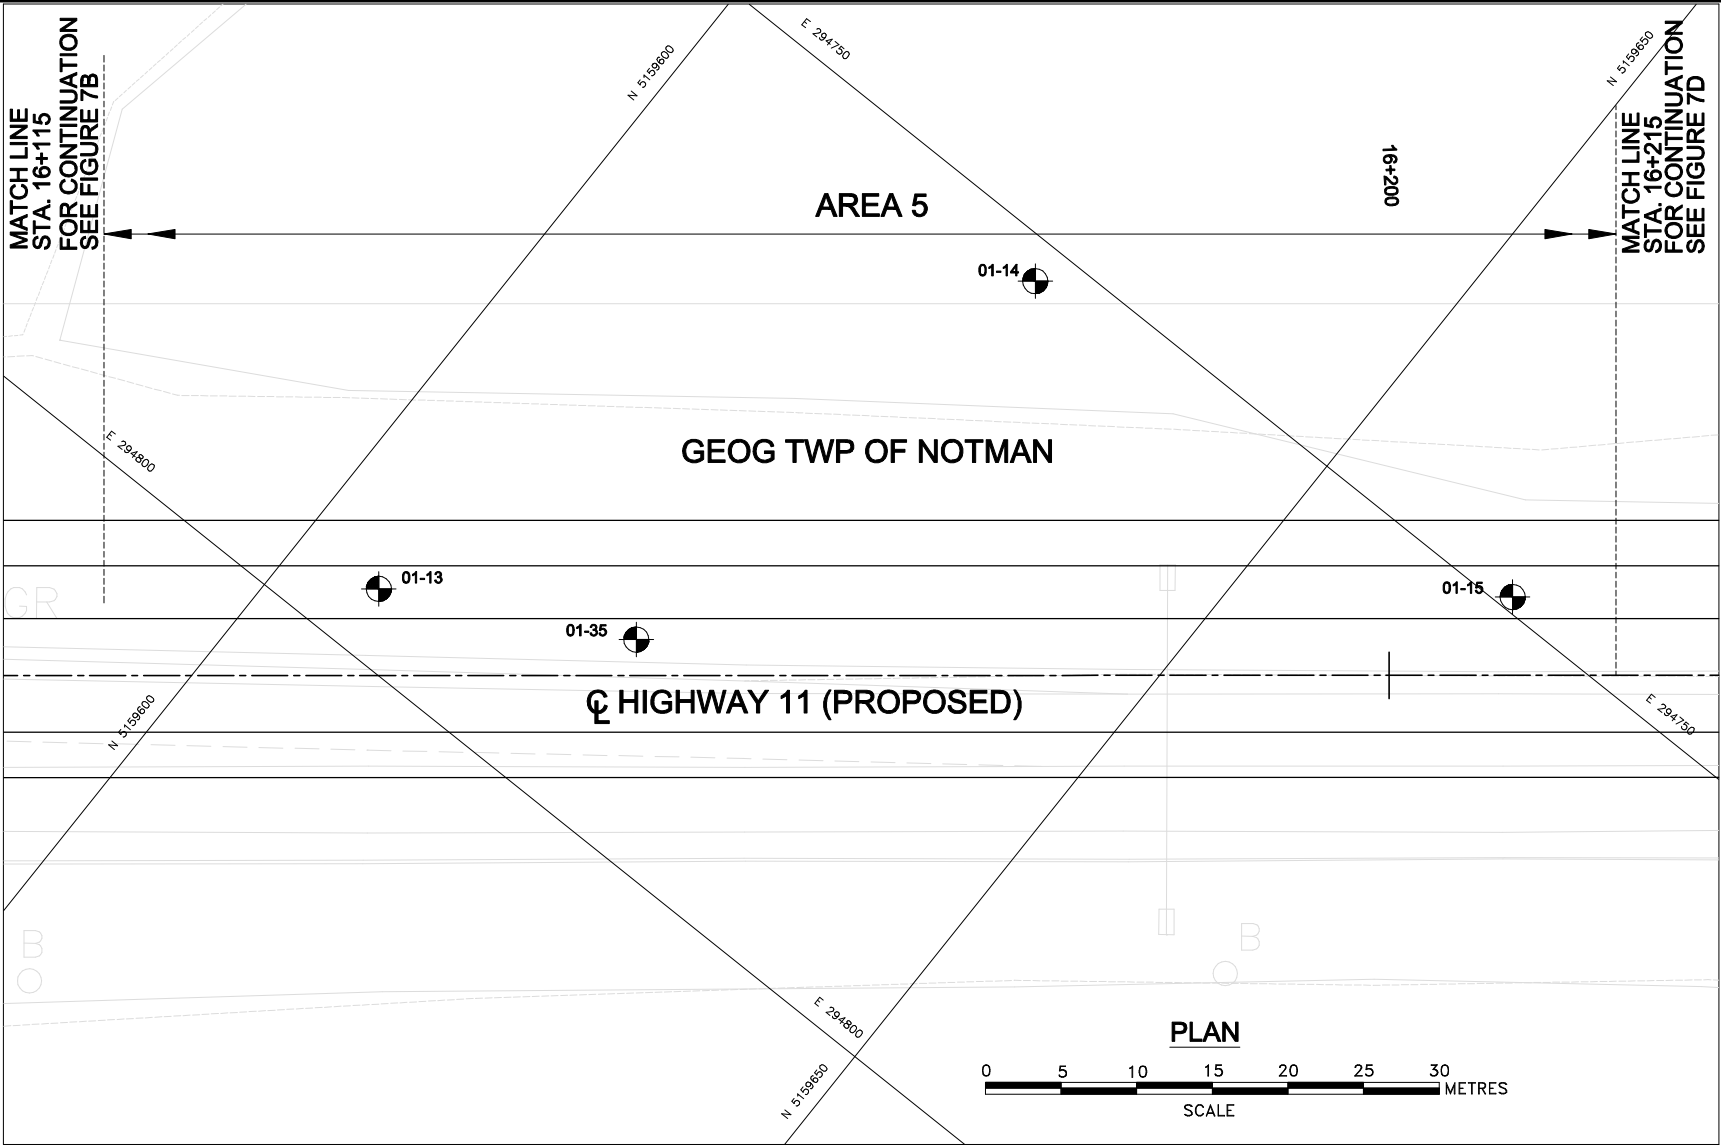 MATCH LINE
STA. 16+115
FOR CONTINUATION
SEE FIGURE 7B
N 5159600
E 294750
N 5159650
MATCH LINE
STA. 16+215
FOR CONTINUATION
SEE FIGURE 7D
16+200
AREA 5
01-14
E 294800
GEOG TWP OF NOTMAN
01-13
01-15
GR
01-35
℄ HIGHWAY 11 (PROPOSED)
N 5159600
E 294750
B
B
E 294800
N 5159650
PLAN
0 5 10 15 20 25 30
METRES
SCALE